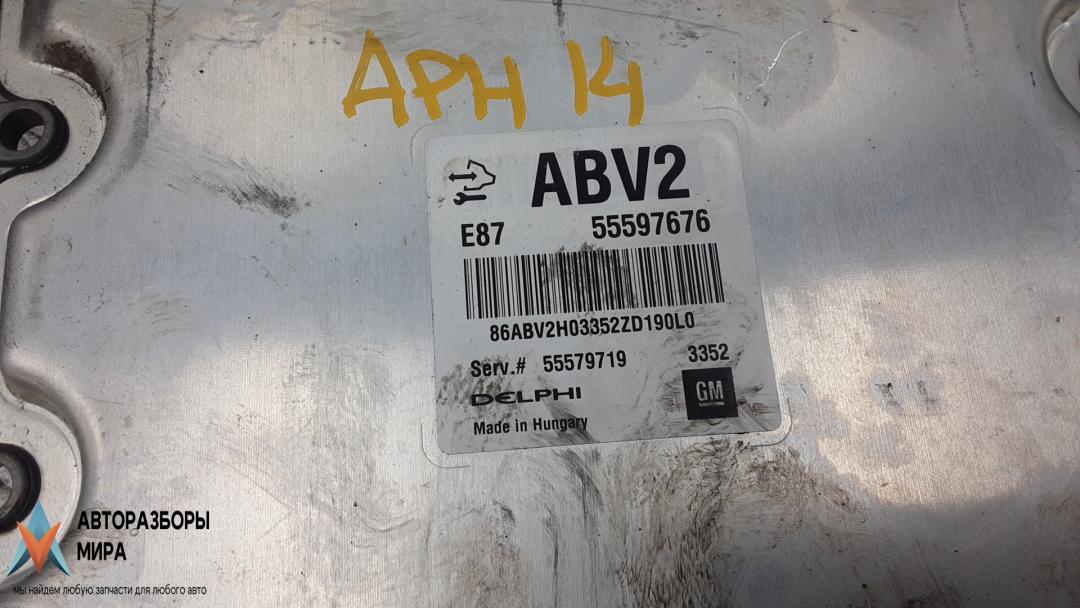 АРН 14
ABV2
E87 55597676
86ABV2H03352ZD190L0
Serv.# 55579719 3352
DELPHI GM
Made in Hungary
АВТОРАЗБОРЫ
МИРА
мы найдем любую запчасти для любого авто